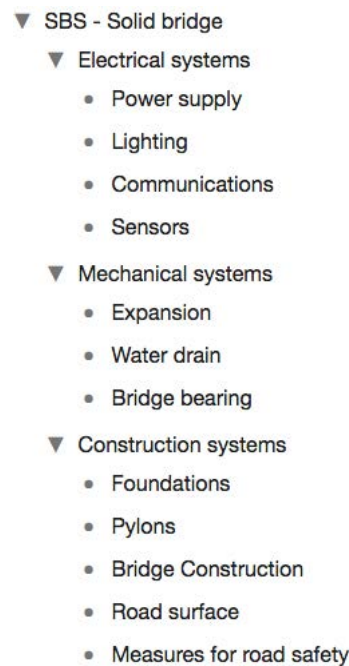 SBS - Solid bridge
Electrical systems
Power supply
Lighting
Communications
Sensors
Mechanical systems
Expansion
Water drain
Bridge bearing
Construction systems
Foundations
Pylons
Bridge Construction
Road surface
Measures for road safety